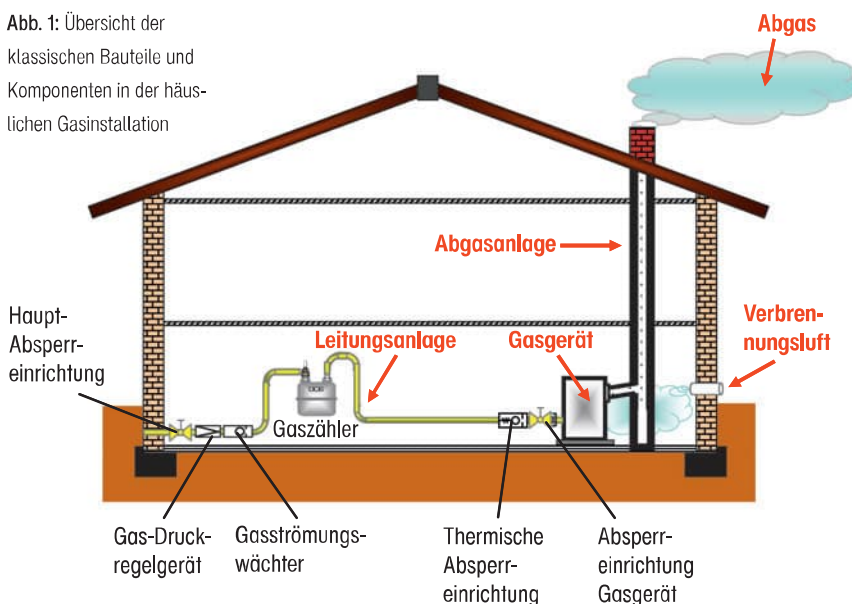 Abb. 1: Übersicht der
klassischen Bauteile und
Komponenten in der häus-
lichen Gasinstallation
Abgas
Abgasanlage
Haupt-
Absperr-
einrichtung
Leitungsanlage
Gasgerät
Verbren-
nungsluft
Gaszähler
Gas-Druck-
regelgerät
Gasströmungs-
wächter
Thermische
Absperr-
einrichtung
Absperr-
einrichtung
Gasgerät